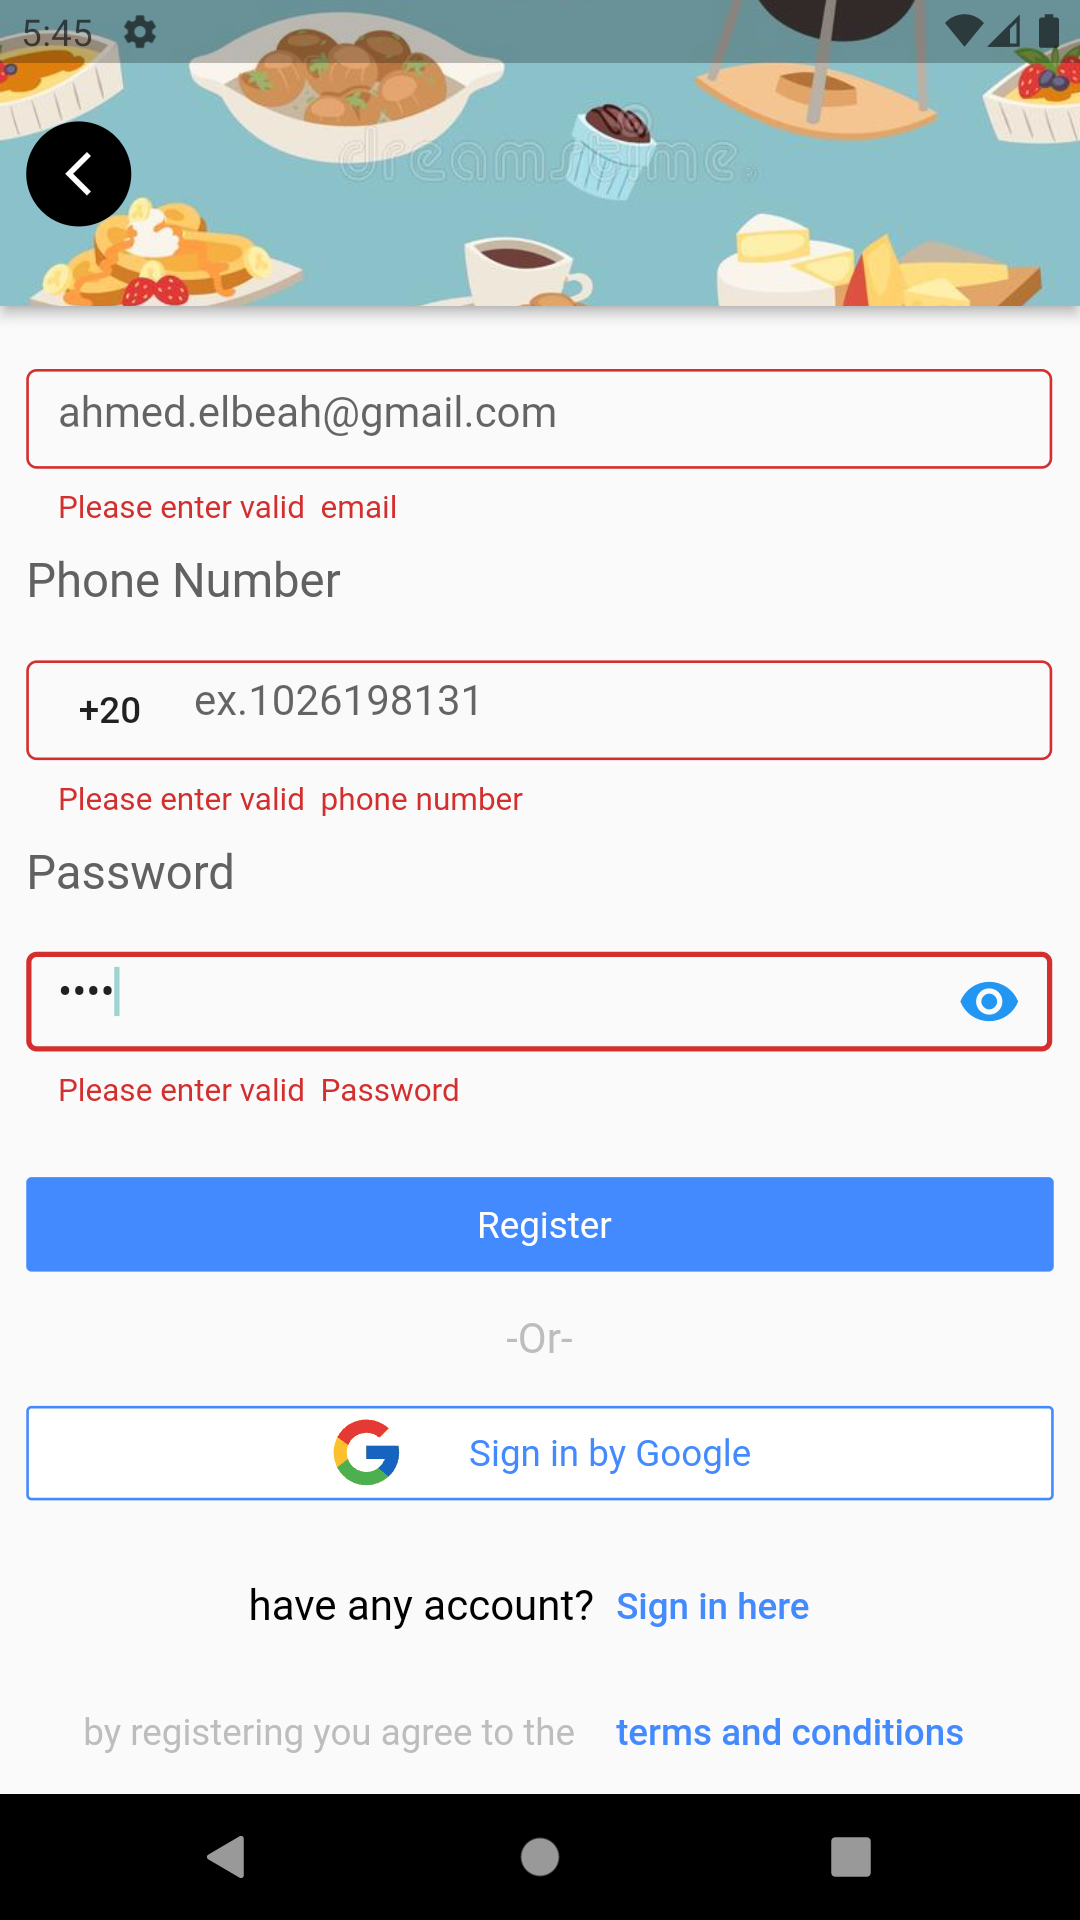 5:45
dreamstime
ahmed.elbeah@gmail.com
Please enter valid  email
Phone Number
+20 ex.1026198131
Please enter valid  phone number
Password
••••
Please enter valid  Password
Register
-Or-
Sign in by Google
have any account? Sign in here
by registering you agree to the terms and conditions